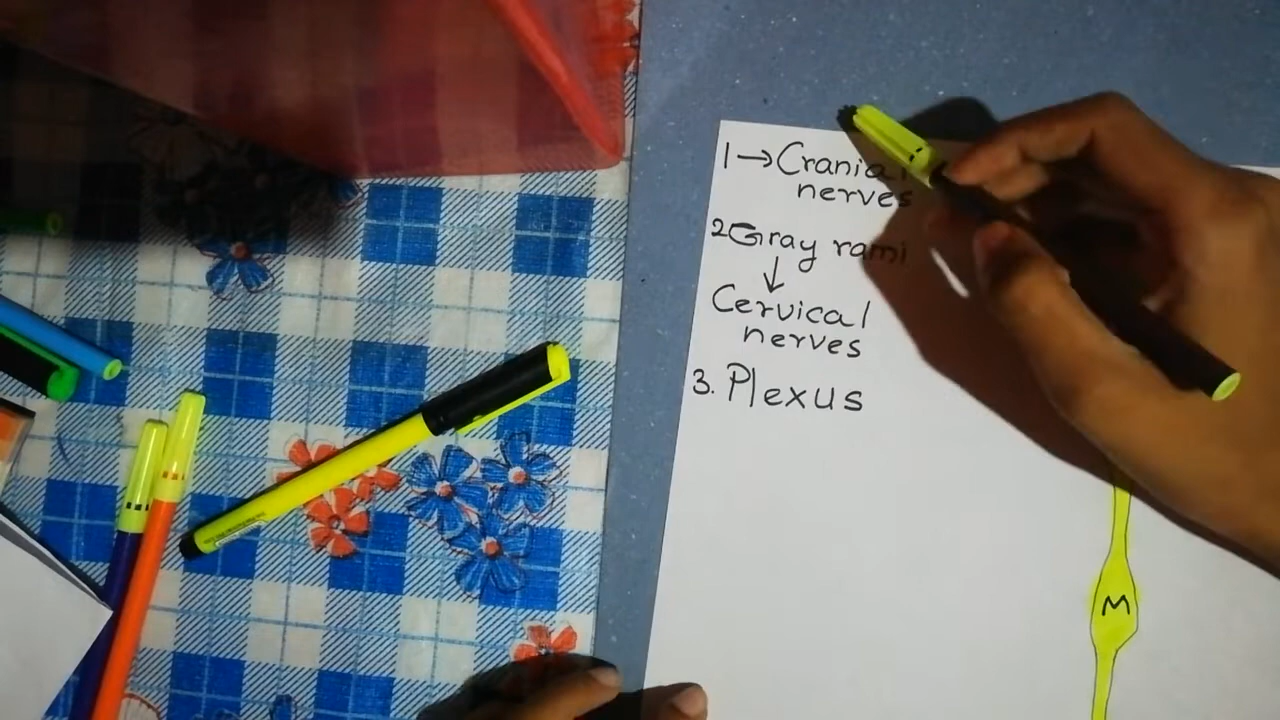 1→Cranial
nerves
2Gray rami
↓
Cervical
nerves
3. Plexus
M